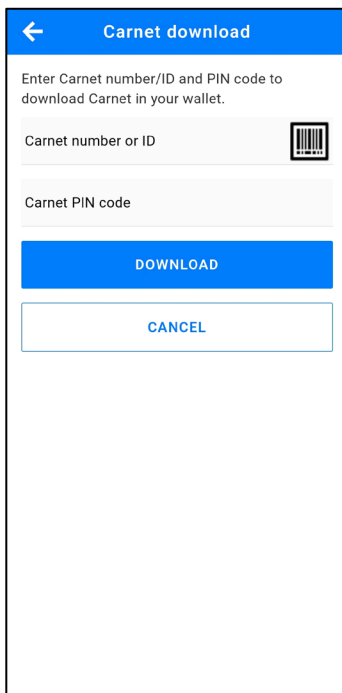 Carnet download
Enter Carnet number/ID and PIN code to
download Carnet in your wallet.
Carnet number or ID
Carnet PIN code
DOWNLOAD
CANCEL